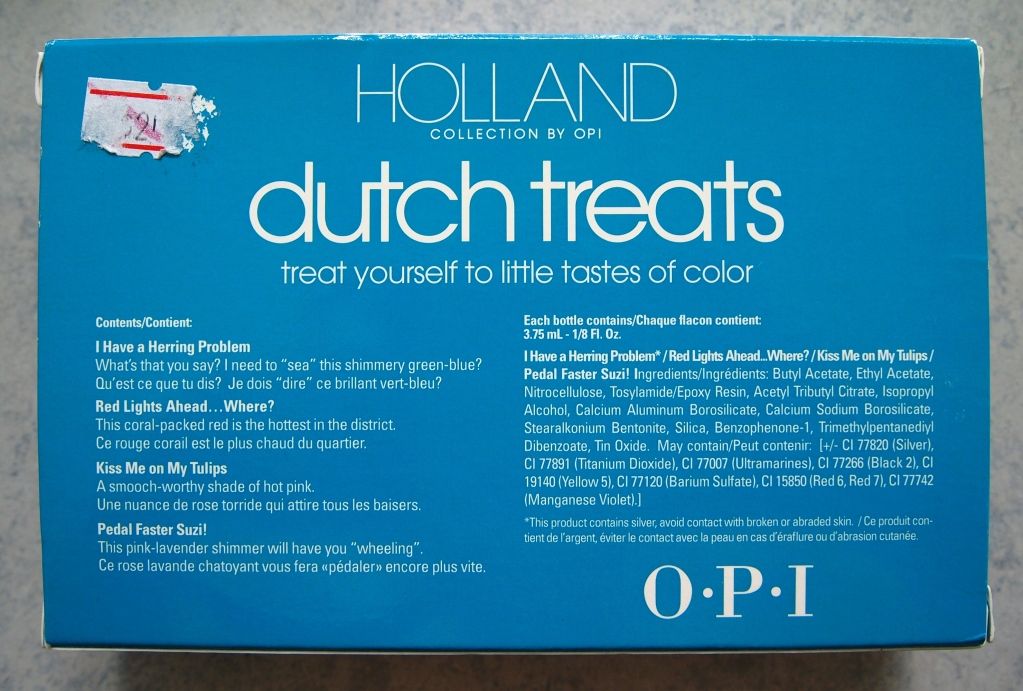 HOLLAND
COLLECTION BY OPI
dutch treats
treat yourself to little tastes of color
Contents/Contient:
I Have a Herring Problem
What's that you say? I need to "sea" this shimmery green-blue?
Qu'est ce que tu dis? Je dois "dire" ce brillant vert-bleu?
Red Lights Ahead...Where?
This coral-packed red is the hottest in the district.
Ce rouge corail est le plus chaud du quartier.
Kiss Me on My Tulips
A smooch-worthy shade of hot pink.
Une nuance de rose torride qui attire tous les baisers.
Pedal Faster Suzi!
This pink-lavender shimmer will have you "wheeling".
Ce rose lavande chatoyant vous fera «pédaler» encore plus vite.
Each bottle contains/Chaque flacon contient:
3.75 mL - 1/8 Fl. Oz.
I Have a Herring Problem* / Red Lights Ahead...Where? / Kiss Me on My Tulips /
Pedal Faster Suzi! Ingredients/Ingrédients: Butyl Acetate, Ethyl Acetate,
Nitrocellulose, Tosylamide/Epoxy Resin, Acetyl Tributyl Citrate, Isopropyl
Alcohol, Calcium Aluminum Borosilicate, Calcium Sodium Borosilicate,
Stearalkonium Bentonite, Silica, Benzophenone-1, Trimethylpentanediyl
Dibenzoate, Tin Oxide. May contain/Peut contenir: [+/- CI 77820 (Silver),
CI 77891 (Titanium Dioxide), CI 77007 (Ultramarines), CI 77266 (Black 2), CI
19140 (Yellow 5), CI 77120 (Barium Sulfate), CI 15850 (Red 6, Red 7), CI 77742
(Manganese Violet).]
*This product contains silver, avoid contact with broken or abraded skin. / Ce produit con-
tient de l'argent, éviter le contact avec la peau en cas d'éraflure ou d'abrasion cutanée.
O·P·I